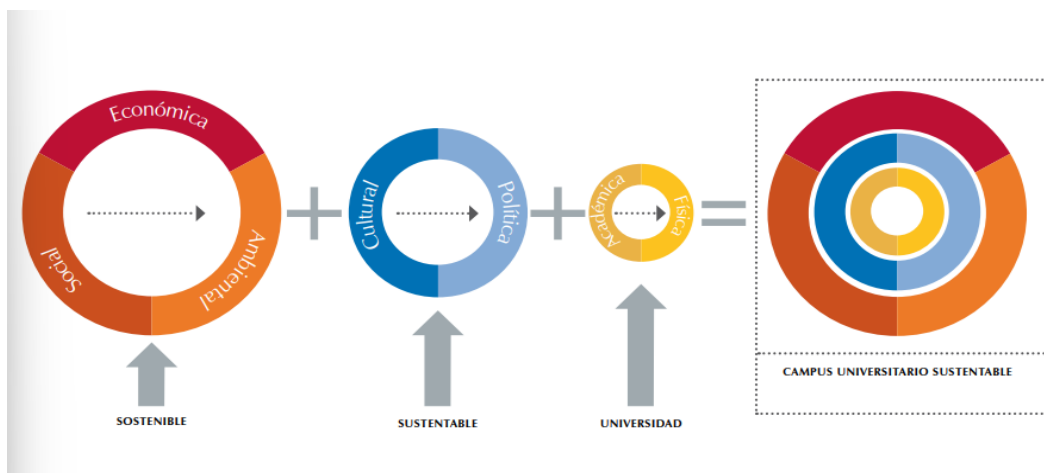 Económica
Social
Ambiental
+
Cultural
Política
+
Académica
Física
=
SOSTENIBLE
SUSTENTABLE
UNIVERSIDAD
CAMPUS UNIVERSITARIO SUSTENTABLE